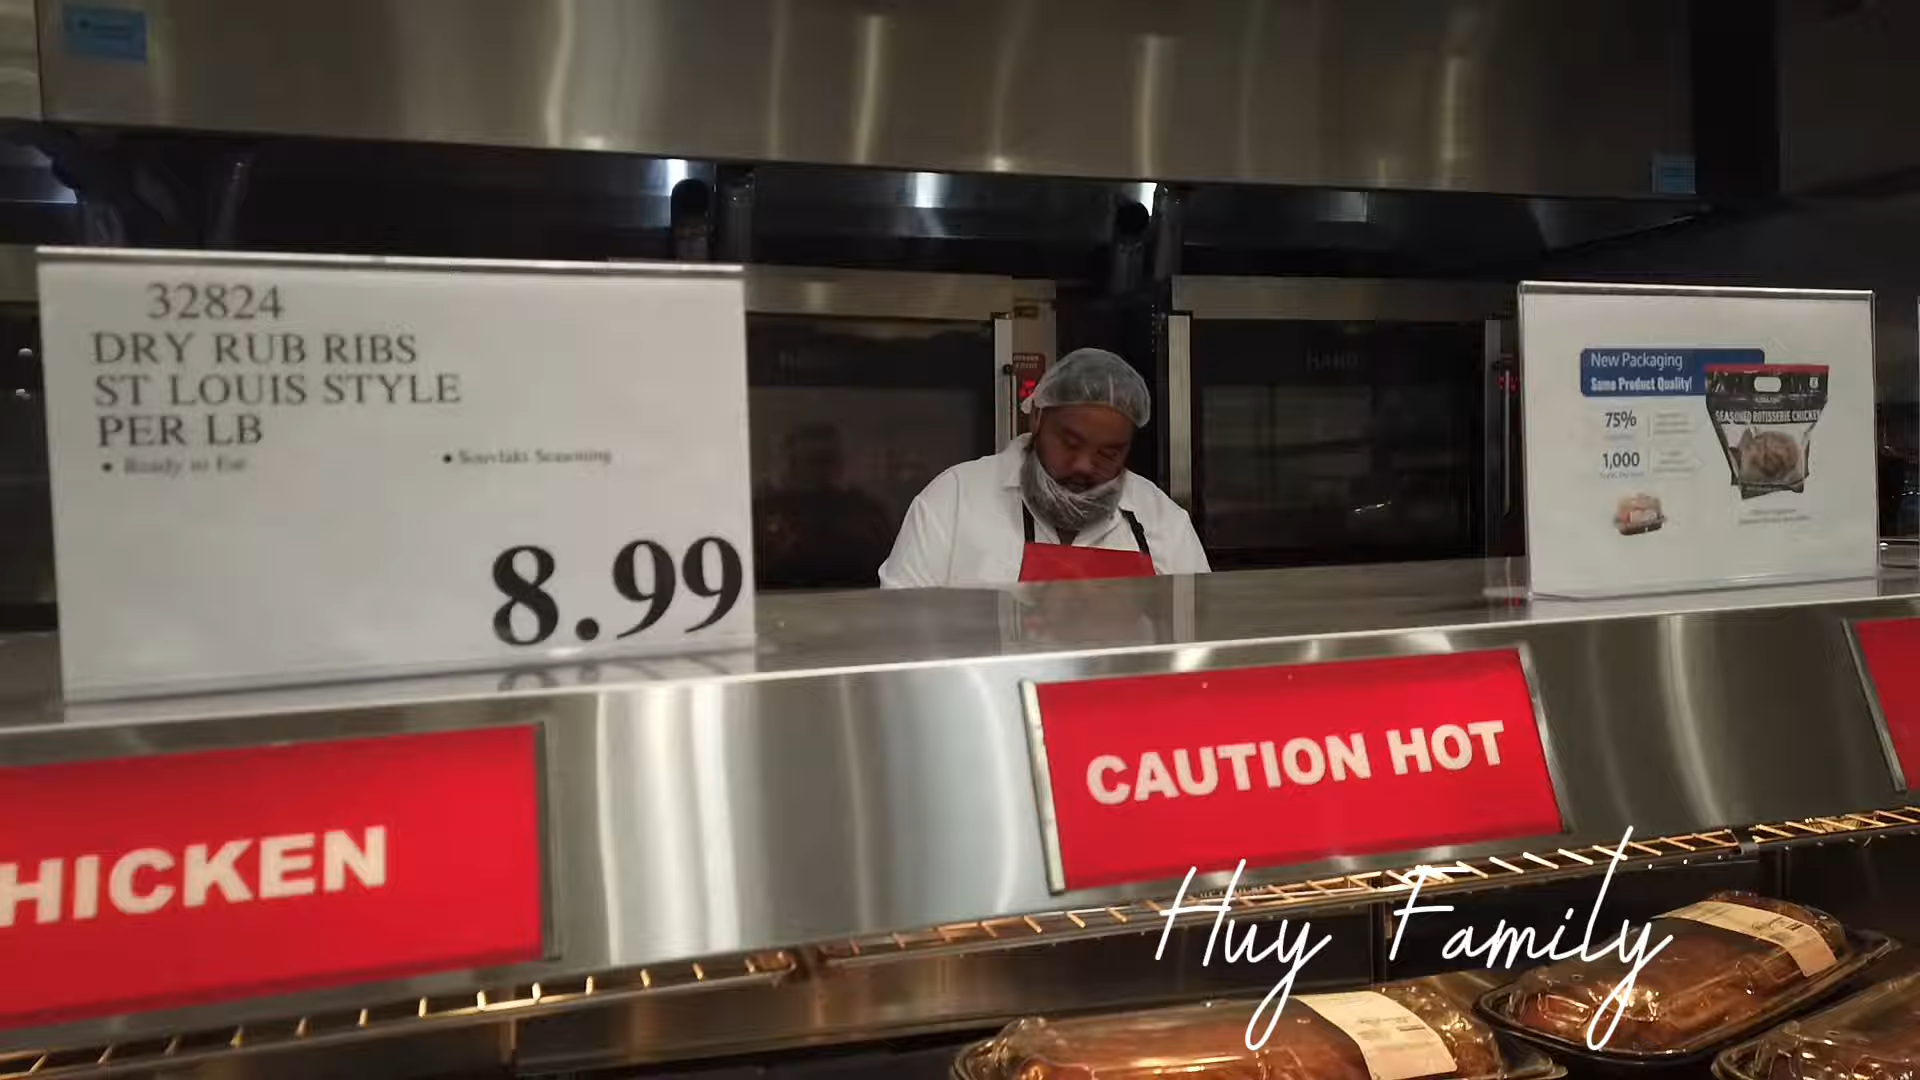 32824
DRY RUB RIBS
ST LOUIS STYLE
PER LB
• Ready to Eat
• Souvlaki Seasoning
8.99
New Packaging
Same Product Quality!
75%
1,000
SEASONED ROTISSERIE CHICKEN
CAUTION HOT
HICKEN
Huy Family